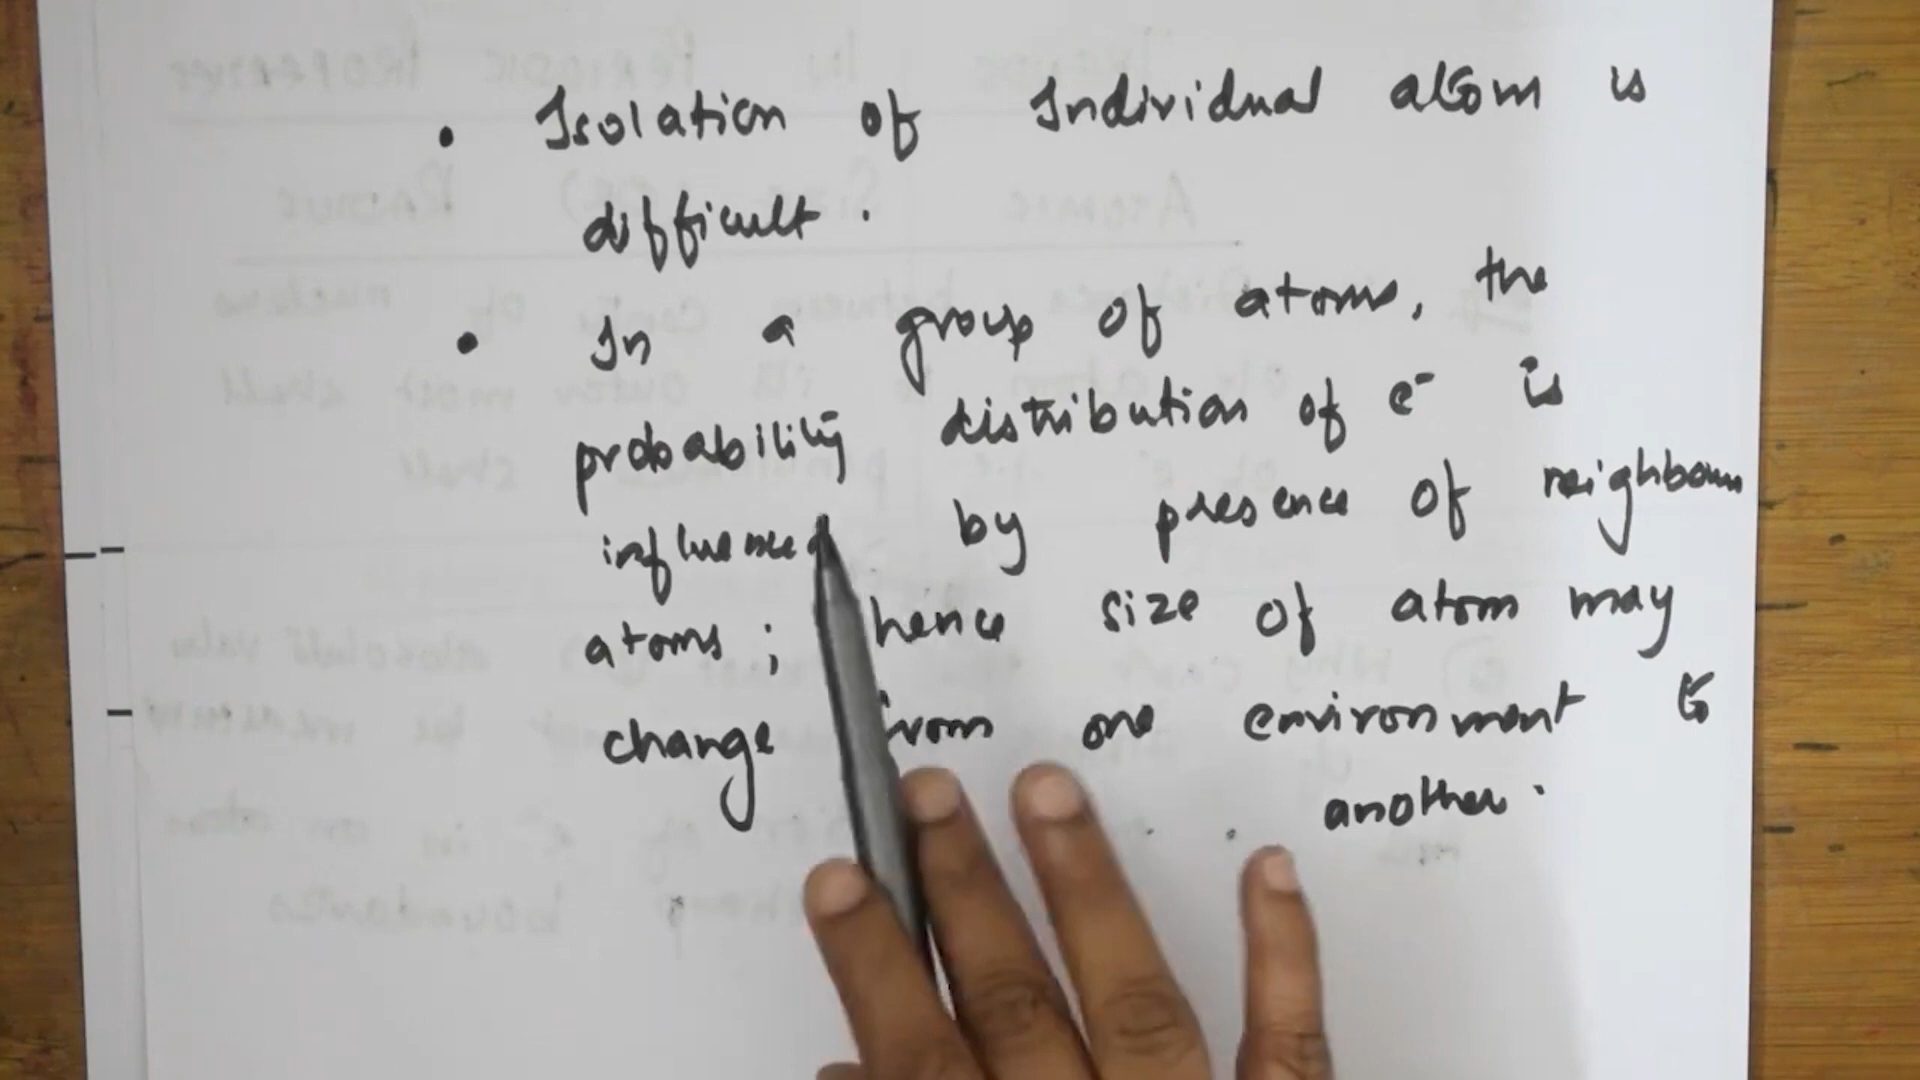 • Isolation of Individual atom is
difficult.
• In a group of atoms, the
probability distribution of e⁻ is
influenced by presence of neighbour
atoms; hence size of atom may
change from one environment to
another.